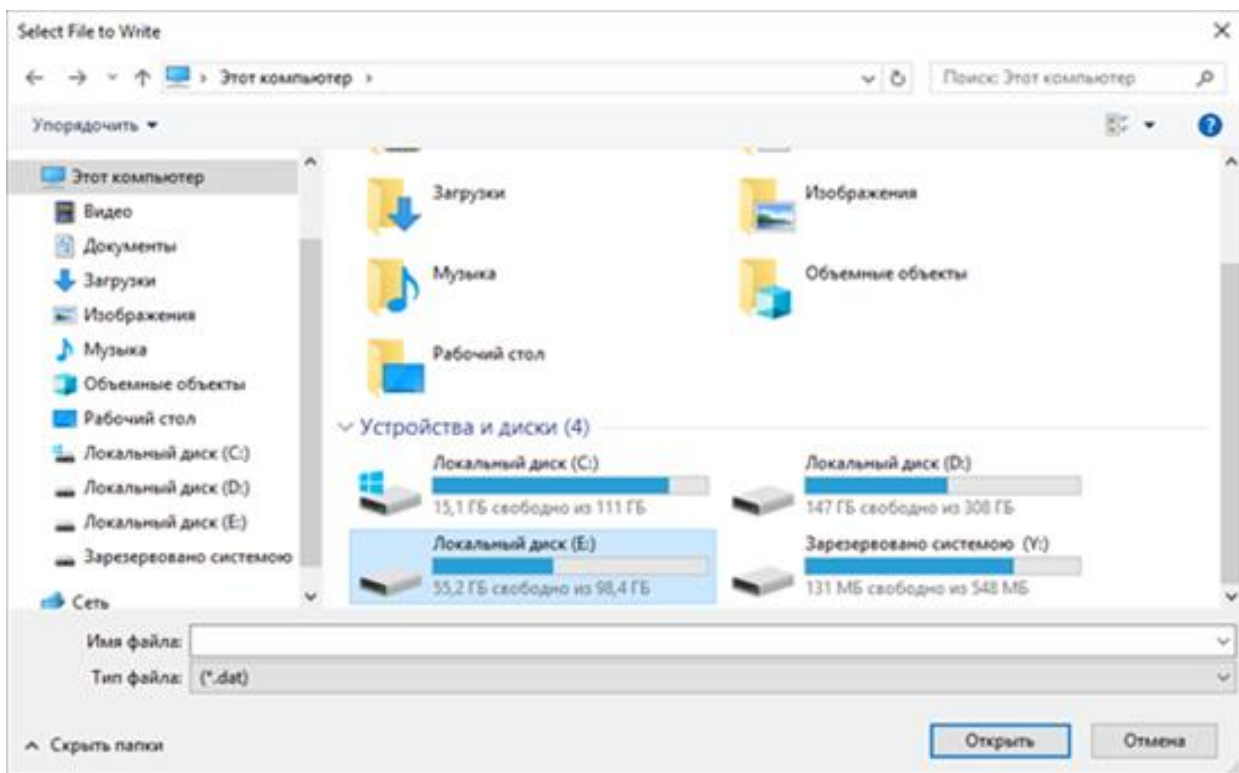 Select File to Write
Этот компьютер
Поиск: Этот компьютер
Упорядочить
Этот компьютер
Видео
Документы
Загрузки
Изображения
Музыка
Объемные объекты
Рабочий стол
Локальный диск (C:)
Локальный диск (D:)
Локальный диск (E:)
Зарезервовано системою
Сеть
Загрузки
Изображения
Музыка
Объемные объекты
Рабочий стол
Устройства и диски (4)
Локальный диск (C:)
15,1 ГБ свободно из 111 ГБ
Локальный диск (D:)
147 ГБ свободно из 308 ГБ
Локальный диск (E:)
55,2 ГБ свободно из 98,4 ГБ
Зарезервовано системою (Y:)
131 МБ свободно из 548 МБ
Имя файла:
Тип файла: (*.dat)
Скрыть папки
Открыть
Отмена